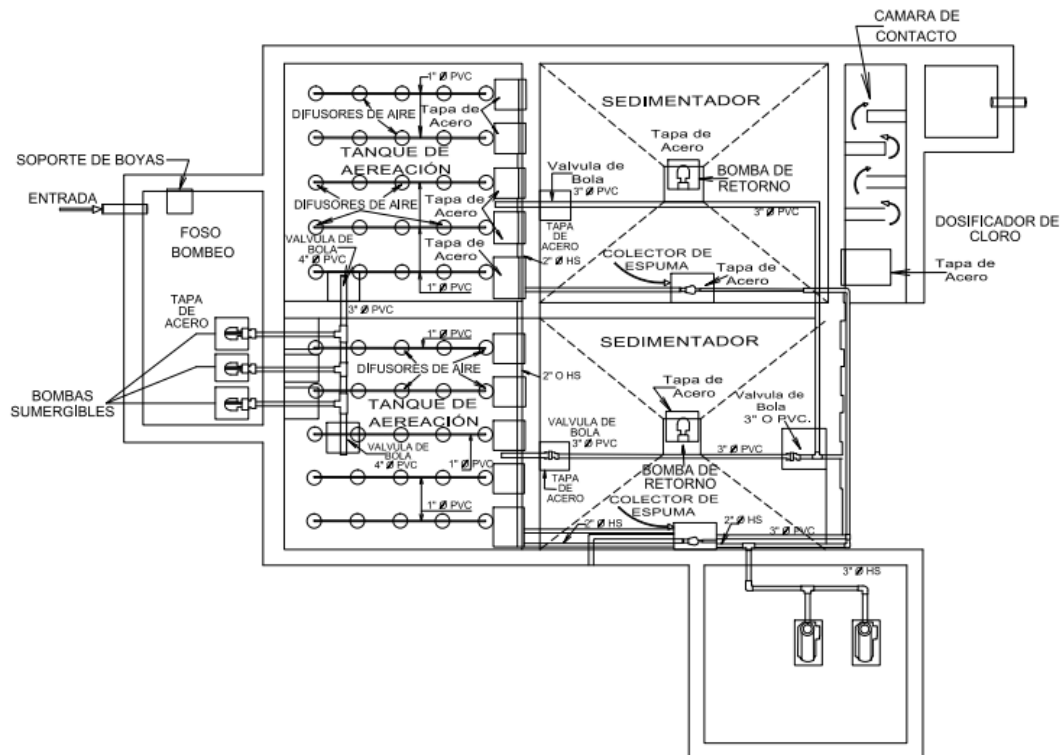 CAMARA DE
CONTACTO
1" Ø PVC
DIFUSORES DE AIRE
Tapa de
Acero
TANQUE DE
AEREACIÓN
SEDIMENTADOR
Tapa de
Acero
BOMBA DE
RETORNO
SOPORTE DE BOYAS
ENTRADA
FOSO
BOMBEO
Valvula de
Bola
3" Ø PVC
DIFUSORES DE AIRE
Tapa de
Acero
3" Ø PVC
DOSIFICADOR DE
CLORO
Tapa de
Acero
VALVULA DE
BOLA
4" Ø PVC
Tapa de
Acero
TAPA
DE
ACERO
2" Ø HS
COLECTOR DE
ESPUMA
Tapa de
Acero
1" Ø PVC
3" Ø PVC
TAPA
DE
ACERO
1" Ø PVC
DIFUSORES DE AIRE
2" O HS
SEDIMENTADOR
BOMBAS
SUMERGÍBLES
TANQUE DE
AEREACIÓN
Tapa de
Acero
Valvula de
Bola
3" O PVC.
VALVULA DE
BOLA
4" Ø PVC
1" Ø PVC
VALVULA DE
BOLA
3" Ø PVC
3" Ø PVC
BOMBA DE
RETORNO
TAPA
DE
ACERO
COLECTOR DE
ESPUMA
1" Ø PVC
2" Ø HS
2" Ø HS
3" Ø PVC
3" Ø HS